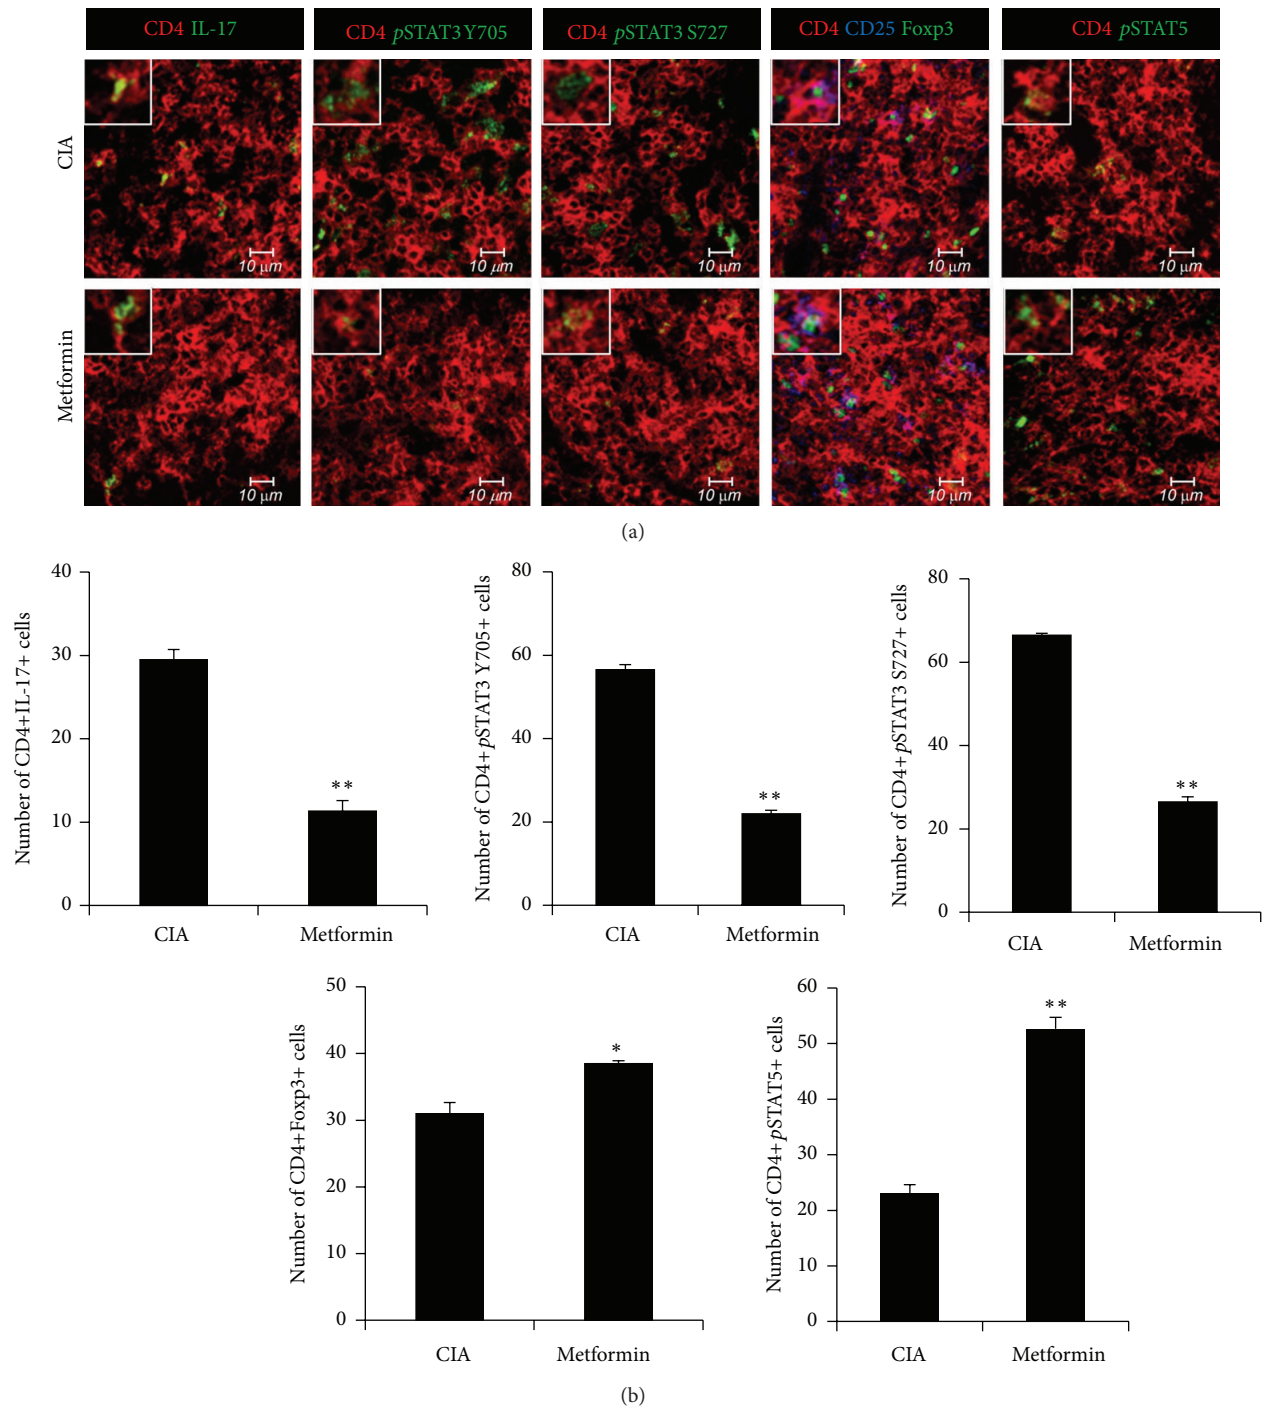 CD4 IL-17
CD4 pSTAT3 Y705
CD4 pSTAT3 S727
CD4 CD25 Foxp3
CD4 pSTAT5
CIA
10 μm
10 μm
10 μm
10 μm
10 μm
Metformin
10 μm
10 μm
10 μm
10 μm
10 μm
(a)
Number of CD4+IL-17+ cells
40
30
20
10
0
**
CIA
Metformin
Number of CD4+pSTAT3 Y705+ cells
80
60
40
20
0
**
CIA
Metformin
Number of CD4+pSTAT3 S727+ cells
80
60
40
20
0
**
CIA
Metformin
Number of CD4+Foxp3+ cells
50
40
30
20
10
0
*
CIA
Metformin
Number of CD4+pSTAT5+ cells
60
50
40
30
20
10
0
**
CIA
Metformin
(b)